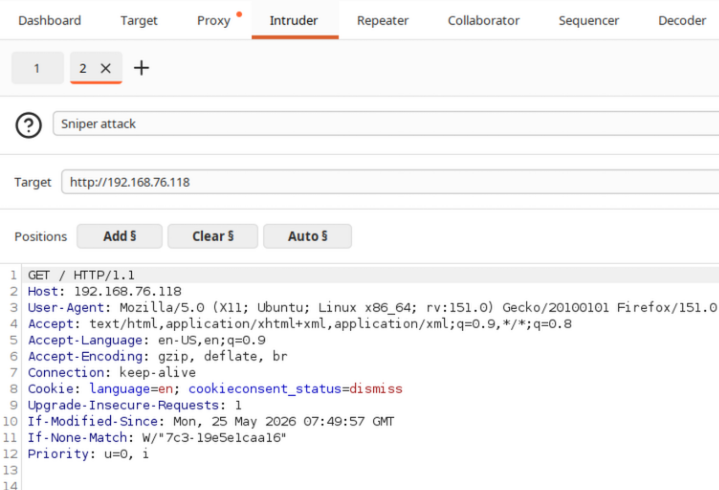 Dashboard Target Proxy Intruder Repeater Collaborator Sequencer Decoder
1 2 × +
? Sniper attack
Target http://192.168.76.118
Positions Add § Clear § Auto §
1 GET / HTTP/1.1
2 Host: 192.168.76.118
3 User-Agent: Mozilla/5.0 (X11; Ubuntu; Linux x86_64; rv:151.0) Gecko/20100101 Firefox/151.0
4 Accept: text/html,application/xhtml+xml,application/xml;q=0.9,*/*;q=0.8
5 Accept-Language: en-US,en;q=0.9
6 Accept-Encoding: gzip, deflate, br
7 Connection: keep-alive
8 Cookie: language=en; cookieconsent_status=dismiss
9 Upgrade-Insecure-Requests: 1
10 If-Modified-Since: Mon, 25 May 2026 07:49:57 GMT
11 If-None-Match: W/"7c3-19e5e1caa16"
12 Priority: u=0, i
13
14